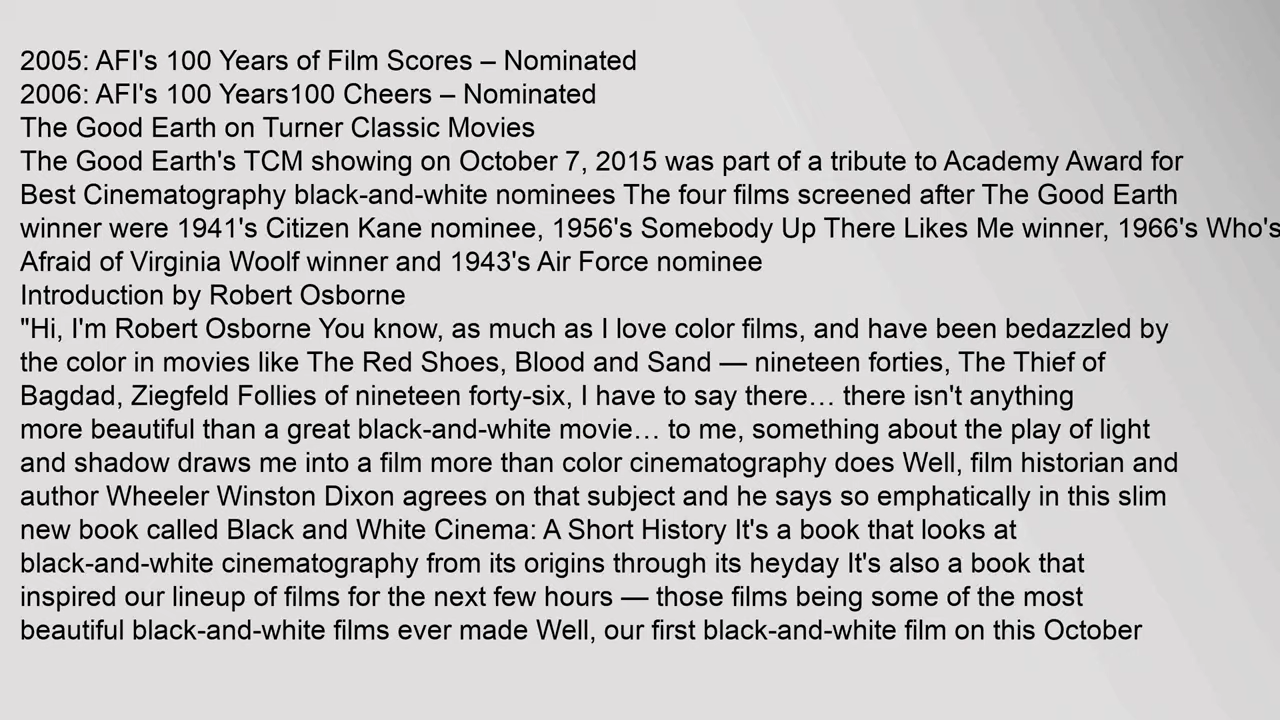 2005: AFI's 100 Years of Film Scores – Nominated
2006: AFI's 100 Years100 Cheers – Nominated
The Good Earth on Turner Classic Movies
The Good Earth's TCM showing on October 7, 2015 was part of a tribute to Academy Award for
Best Cinematography black-and-white nominees The four films screened after The Good Earth
winner were 1941's Citizen Kane nominee, 1956's Somebody Up There Likes Me winner, 1966's Who's
Afraid of Virginia Woolf winner and 1943's Air Force nominee
Introduction by Robert Osborne
"Hi, I'm Robert Osborne You know, as much as I love color films, and have been bedazzled by
the color in movies like The Red Shoes, Blood and Sand — nineteen forties, The Thief of
Bagdad, Ziegfeld Follies of nineteen forty-six, I have to say there… there isn't anything
more beautiful than a great black-and-white movie… to me, something about the play of light
and shadow draws me into a film more than color cinematography does Well, film historian and
author Wheeler Winston Dixon agrees on that subject and he says so emphatically in this slim
new book called Black and White Cinema: A Short History It's a book that looks at
black-and-white cinematography from its origins through its heyday It's also a book that
inspired our lineup of films for the next few hours — those films being some of the most
beautiful black-and-white films ever made Well, our first black-and-white film on this October